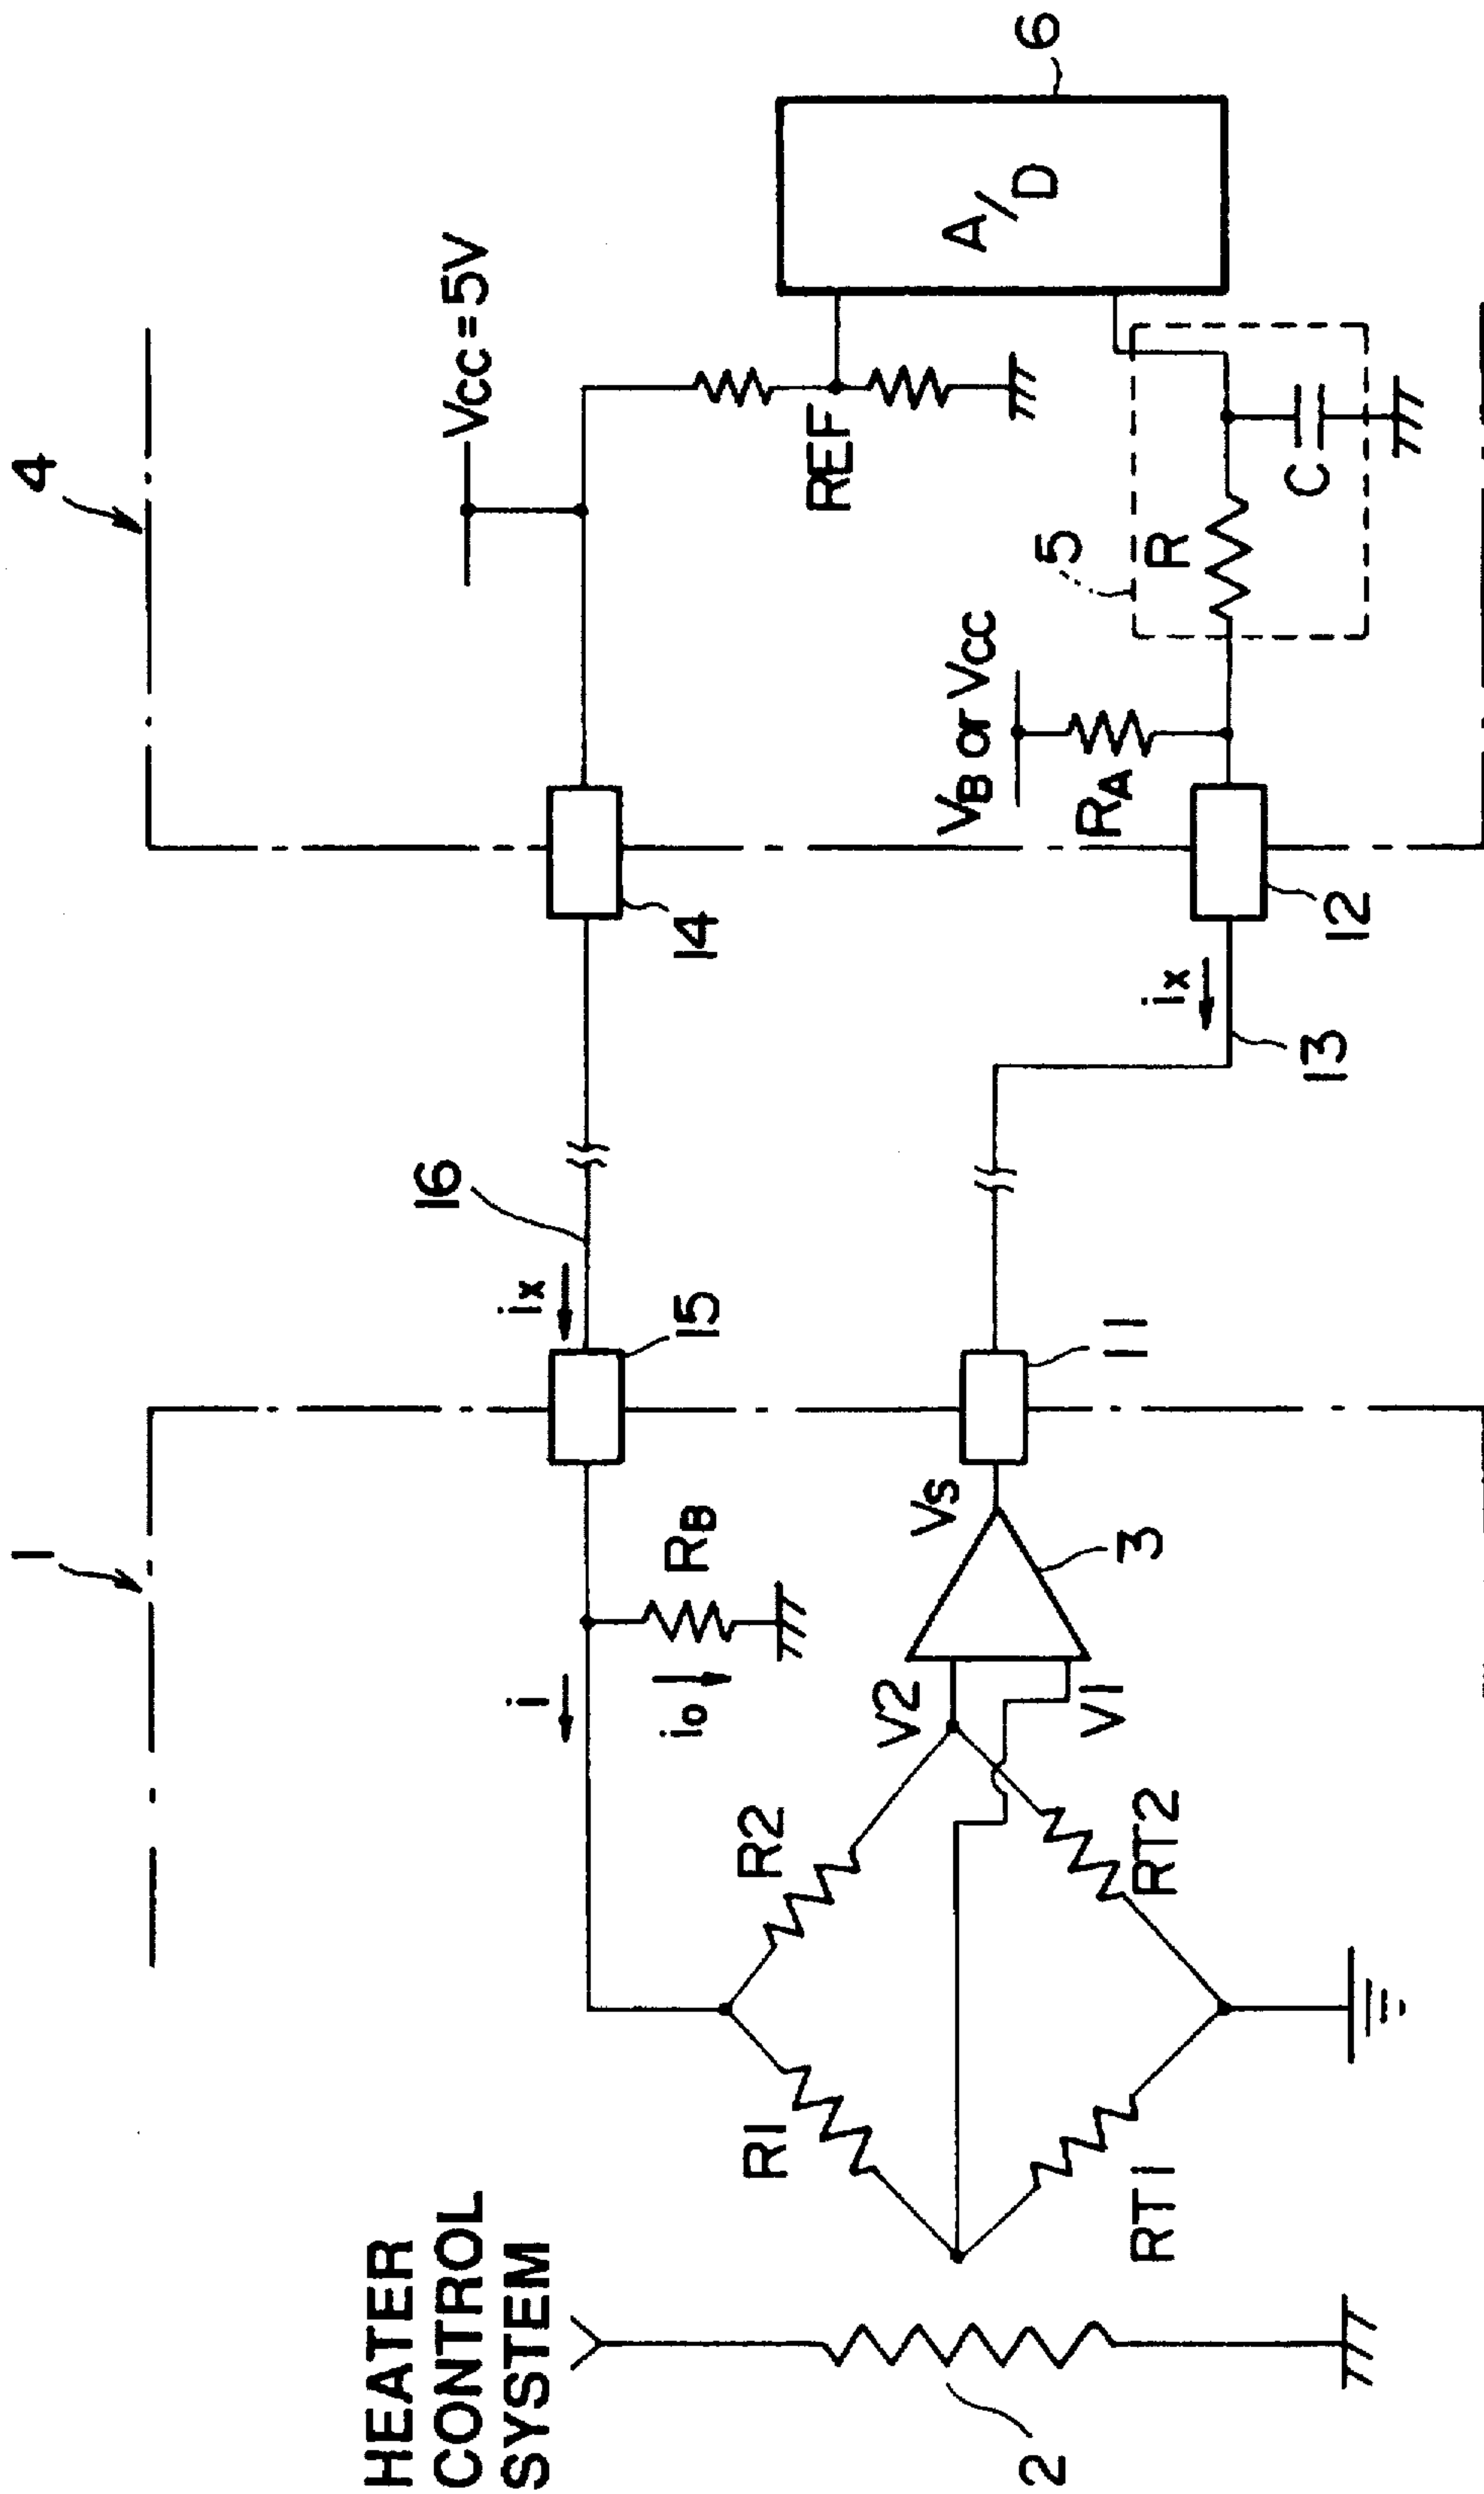 1
4
HEATER
CONTROL
SYSTEM
ix
16
Vcc=5V
i
15
14
RB
io
R1
R2
REF
6
A/D
V2
Vs
VB or Vcc
RA
5
R
C
2
RT1
RT2
V1
3
11
ix
13
12